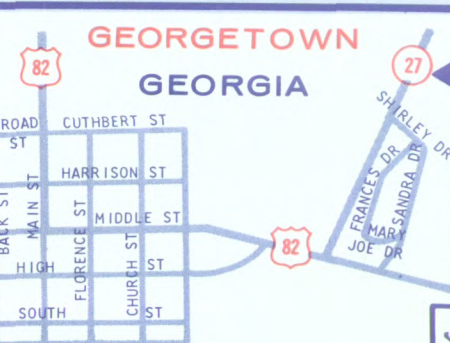 GEORGETOWN
GEORGIA
82
27
ROAD ST
CUTHBERT ST
SHIRLEY DR
HARRISON ST
FRANCES DR
SANDRA DR
BACK ST
MAIN ST
FLORENCE ST
MIDDLE ST
CHURCH ST
MARY JOE DR
82
HIGH ST
SOUTH ST